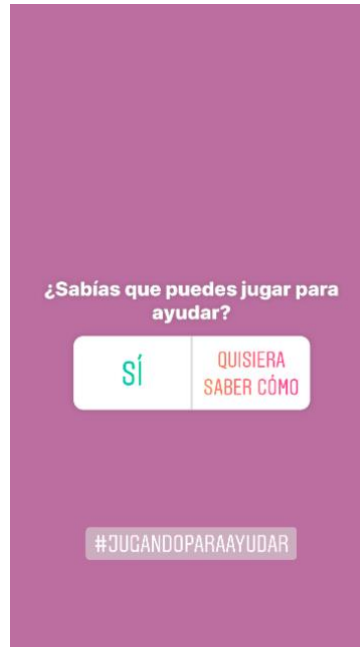 ¿Sabías que puedes jugar para
ayudar?
SÍ
QUISIERA
SABER CÓMO
#JUGANDOPARAAYUDAR